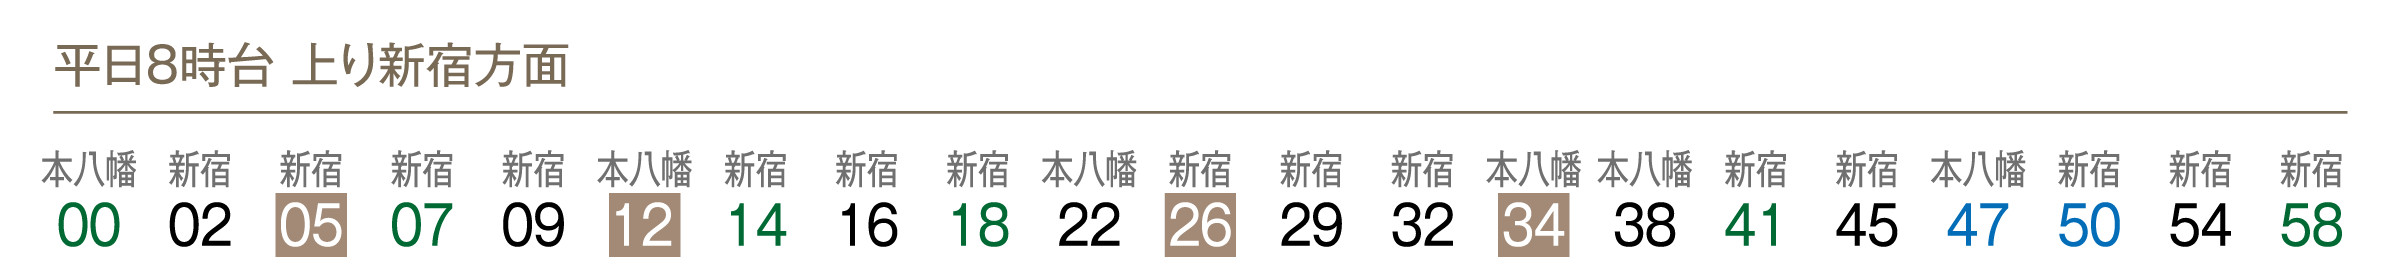 平日8時台 上り新宿方面
本八幡 新宿 新宿 新宿 新宿 本八幡 新宿 新宿 新宿 本八幡 新宿 新宿 新宿 本八幡 本八幡 新宿 新宿 本八幡 新宿 新宿 新宿
00 02 05 07 09 12 14 16 18 22 26 29 32 34 38 41 45 47 50 54 58